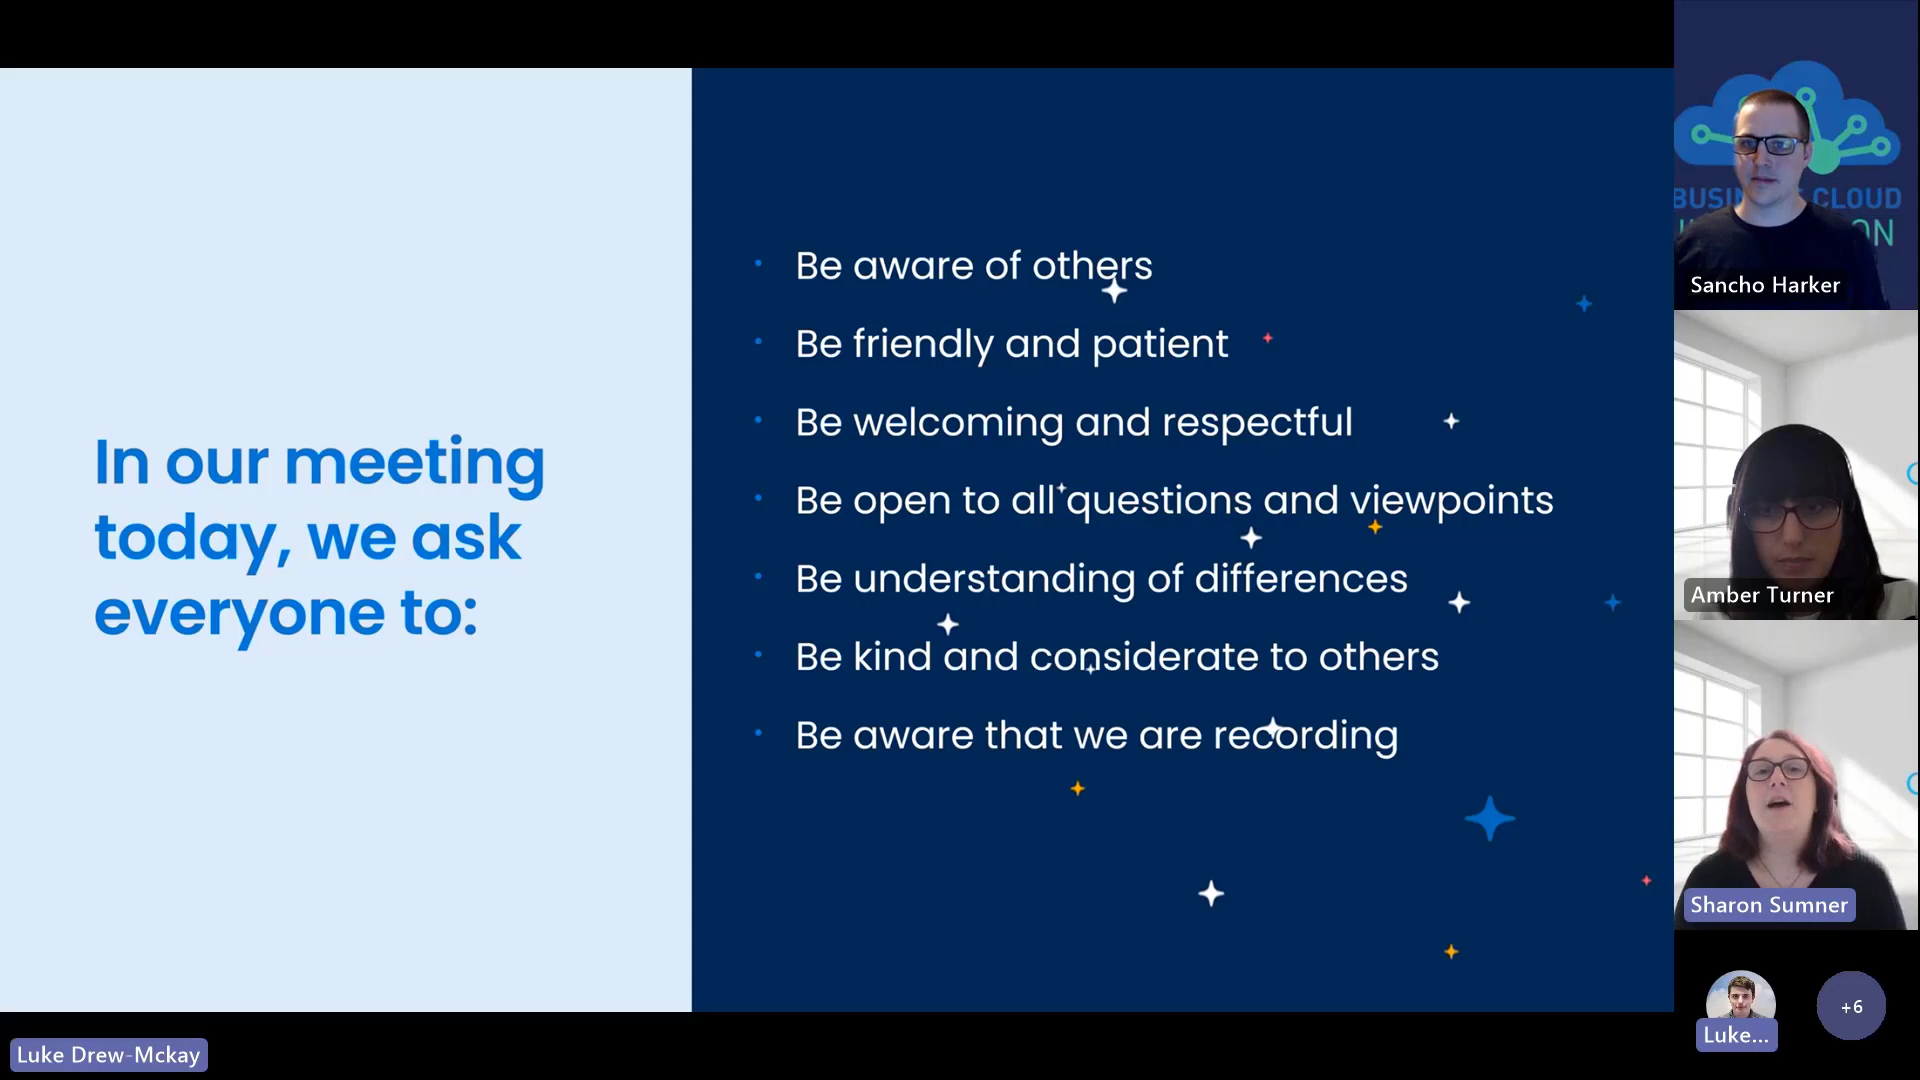 In our meeting
today, we ask
everyone to:
Be aware of others
Be friendly and patient
Be welcoming and respectful
Be open to all questions and viewpoints
Be understanding of differences
Be kind and considerate to others
Be aware that we are recording
CLOUD
Sancho Harker
Amber Turner
Sharon Sumner
Luke...
+6
Luke Drew-Mckay